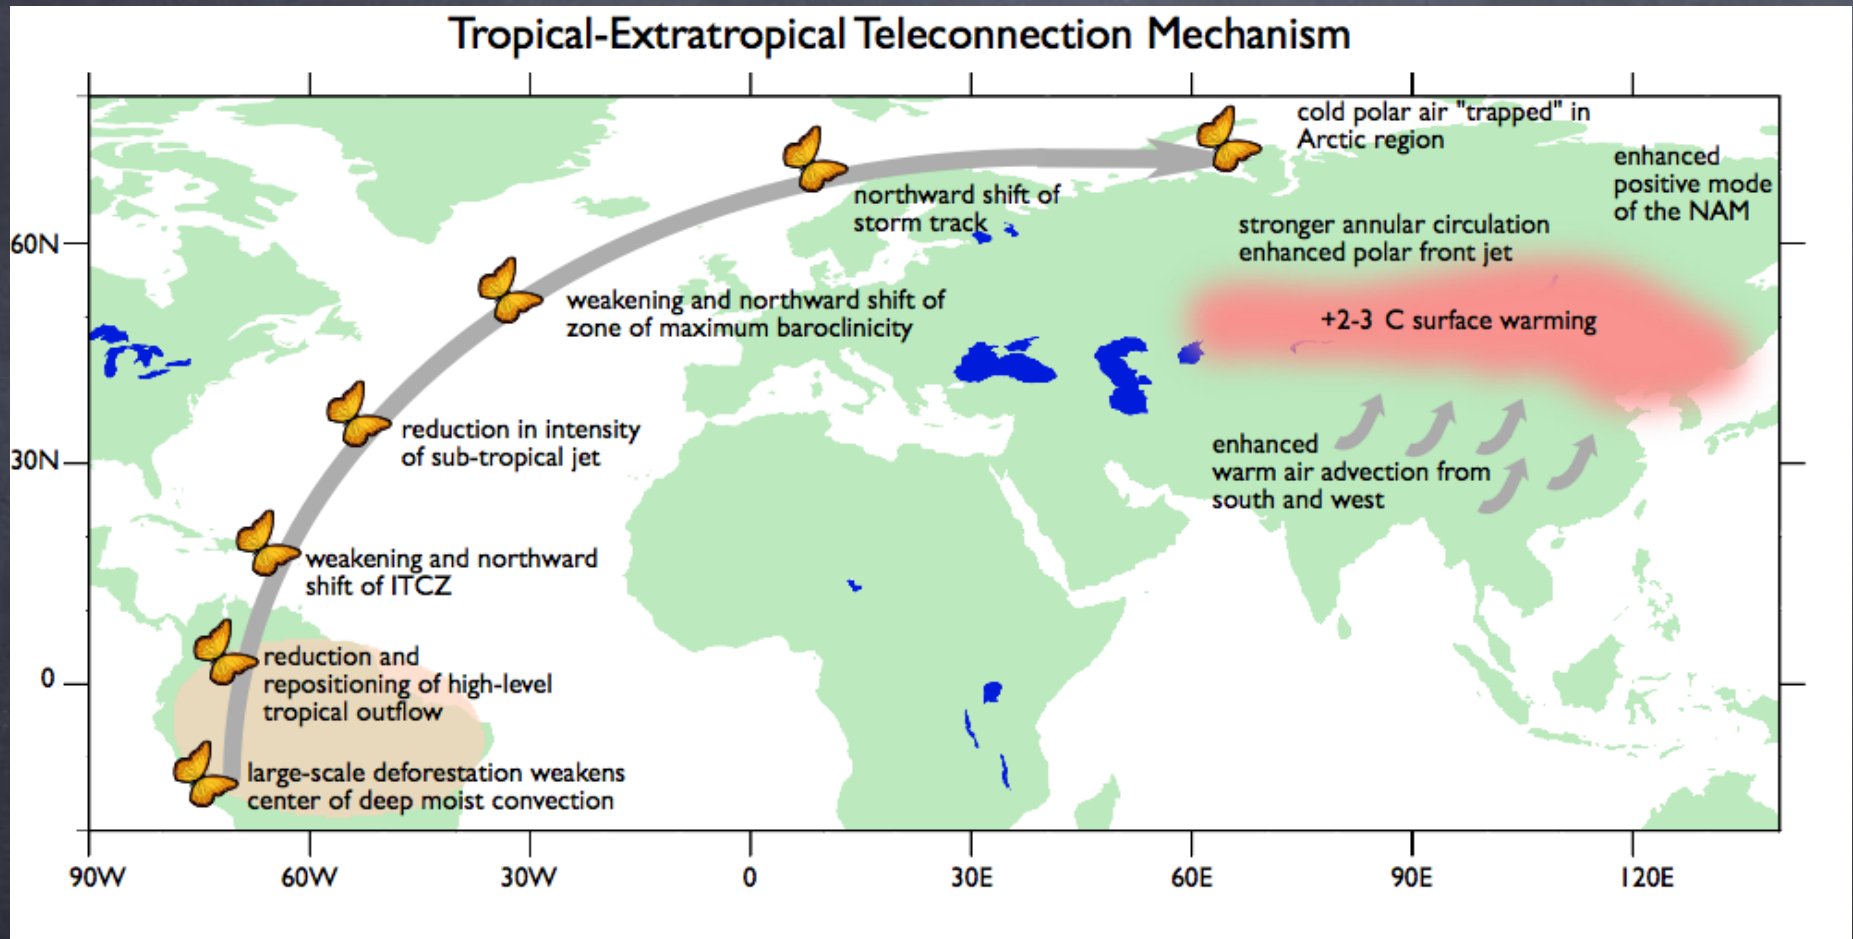 Tropical-Extratropical Teleconnection Mechanism
cold polar air "trapped" in
Arctic region
enhanced
positive mode
of the NAM
northward shift of
storm track
stronger annular circulation
enhanced polar front jet
60N
weakening and northward shift of
zone of maximum baroclinicity
+2-3 C surface warming
reduction in intensity
of sub-tropical jet
enhanced
warm air advection from
south and west
30N
weakening and northward
shift of ITCZ
reduction and
repositioning of high-level
tropical outflow
0
large-scale deforestation weakens
center of deep moist convection
90W 60W 30W 0 30E 60E 90E 120E